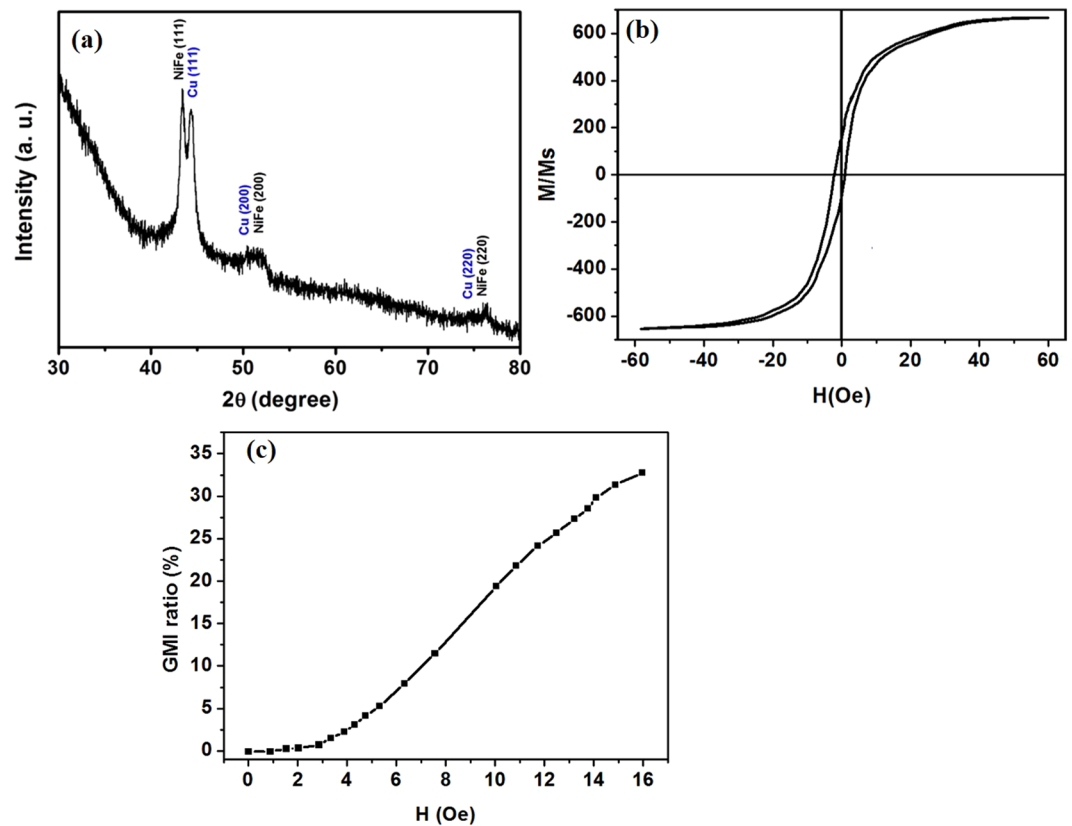 (a)
NiFe (111)
Cu (111)
Cu (200)
NiFe (200)
Cu (220)
NiFe (220)
Intensity (a. u.)
30 40 50 60 70 80
2θ (degree)
(b)
600
400
200
0
-200
-400
-600
M/Ms
-60 -40 -20 0 20 40 60
H(Oe)
(c)
35
30
25
20
15
10
5
0
GMI ratio (%)
0 2 4 6 8 10 12 14 16
H (Oe)